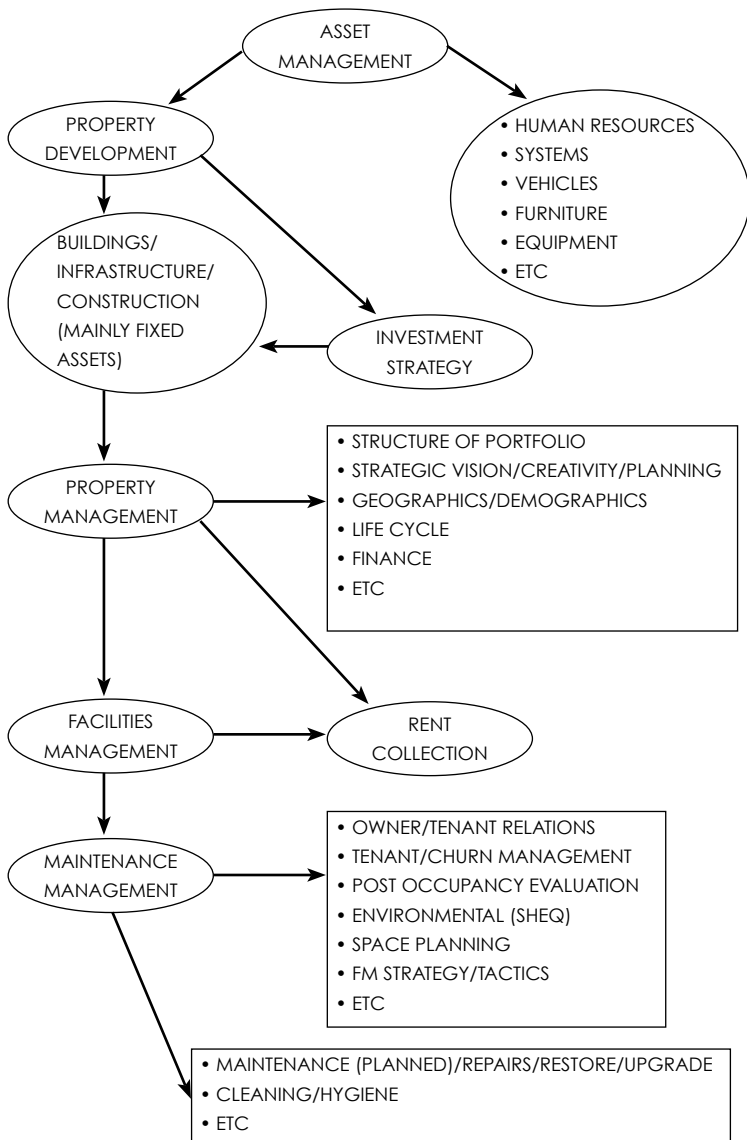 ASSET
MANAGEMENT
PROPERTY
DEVELOPMENT
• HUMAN RESOURCES
• SYSTEMS
• VEHICLES
• FURNITURE
• EQUIPMENT
• ETC
BUILDINGS/
INFRASTRUCTURE/
CONSTRUCTION
(MAINLY FIXED
ASSETS)
INVESTMENT
STRATEGY
PROPERTY
MANAGEMENT
• STRUCTURE OF PORTFOLIO
• STRATEGIC VISION/CREATIVITY/PLANNING
• GEOGRAPHICS/DEMOGRAPHICS
• LIFE CYCLE
• FINANCE
• ETC
FACILITIES
MANAGEMENT
RENT
COLLECTION
MAINTENANCE
MANAGEMENT
• OWNER/TENANT RELATIONS
• TENANT/CHURN MANAGEMENT
• POST OCCUPANCY EVALUATION
• ENVIRONMENTAL (SHEQ)
• SPACE PLANNING
• FM STRATEGY/TACTICS
• ETC
• MAINTENANCE (PLANNED)/REPAIRS/RESTORE/UPGRADE
• CLEANING/HYGIENE
• ETC